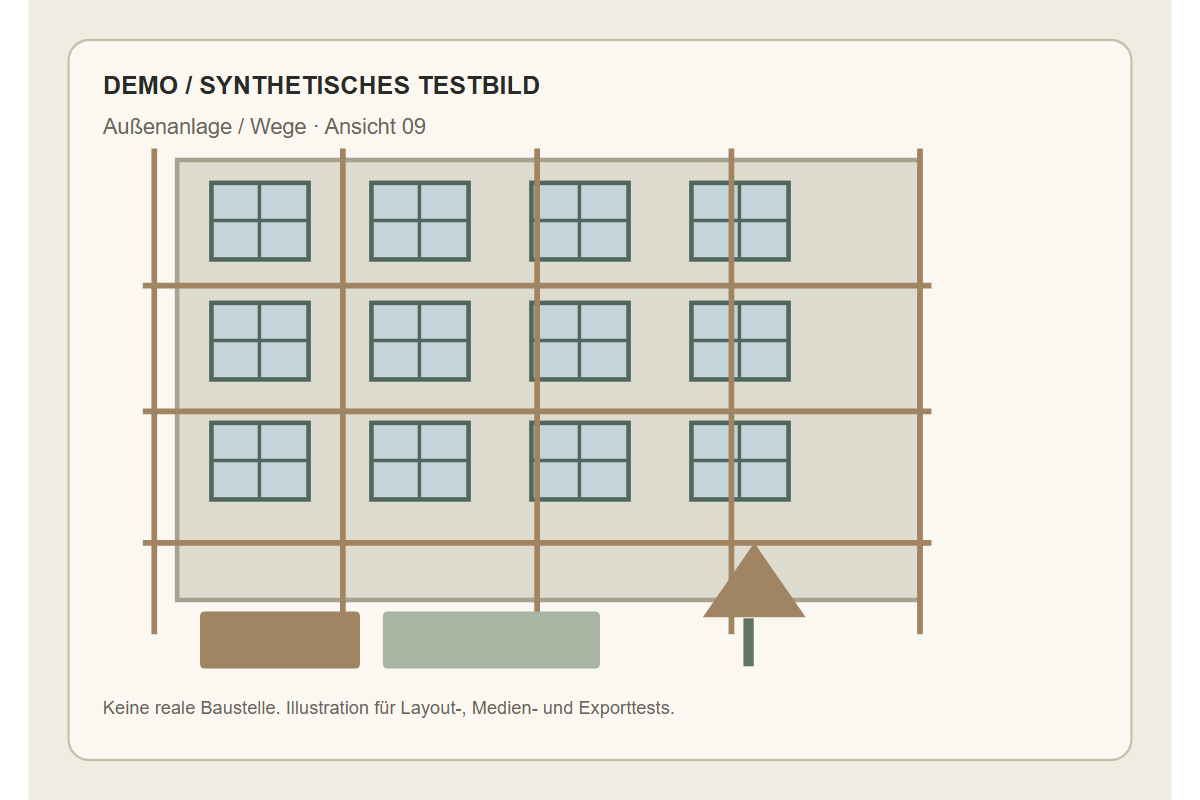 DEMO / SYNTHETISCHES TESTBILD
Außenanlage / Wege · Ansicht 09
Keine reale Baustelle. Illustration für Layout-, Medien- und Exporttests.